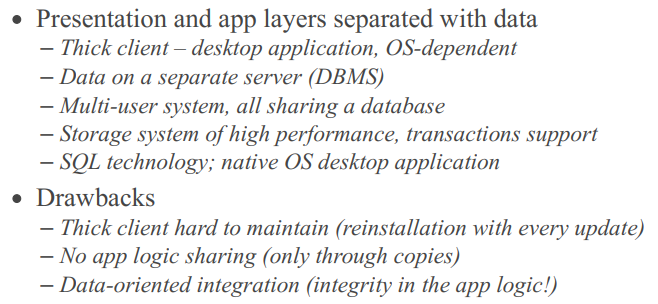 • Presentation and app layers separated with data
– Thick client – desktop application, OS-dependent
– Data on a separate server (DBMS)
– Multi-user system, all sharing a database
– Storage system of high performance, transactions support
– SQL technology; native OS desktop application
• Drawbacks
– Thick client hard to maintain (reinstallation with every update)
– No app logic sharing (only through copies)
– Data-oriented integration (integrity in the app logic!)